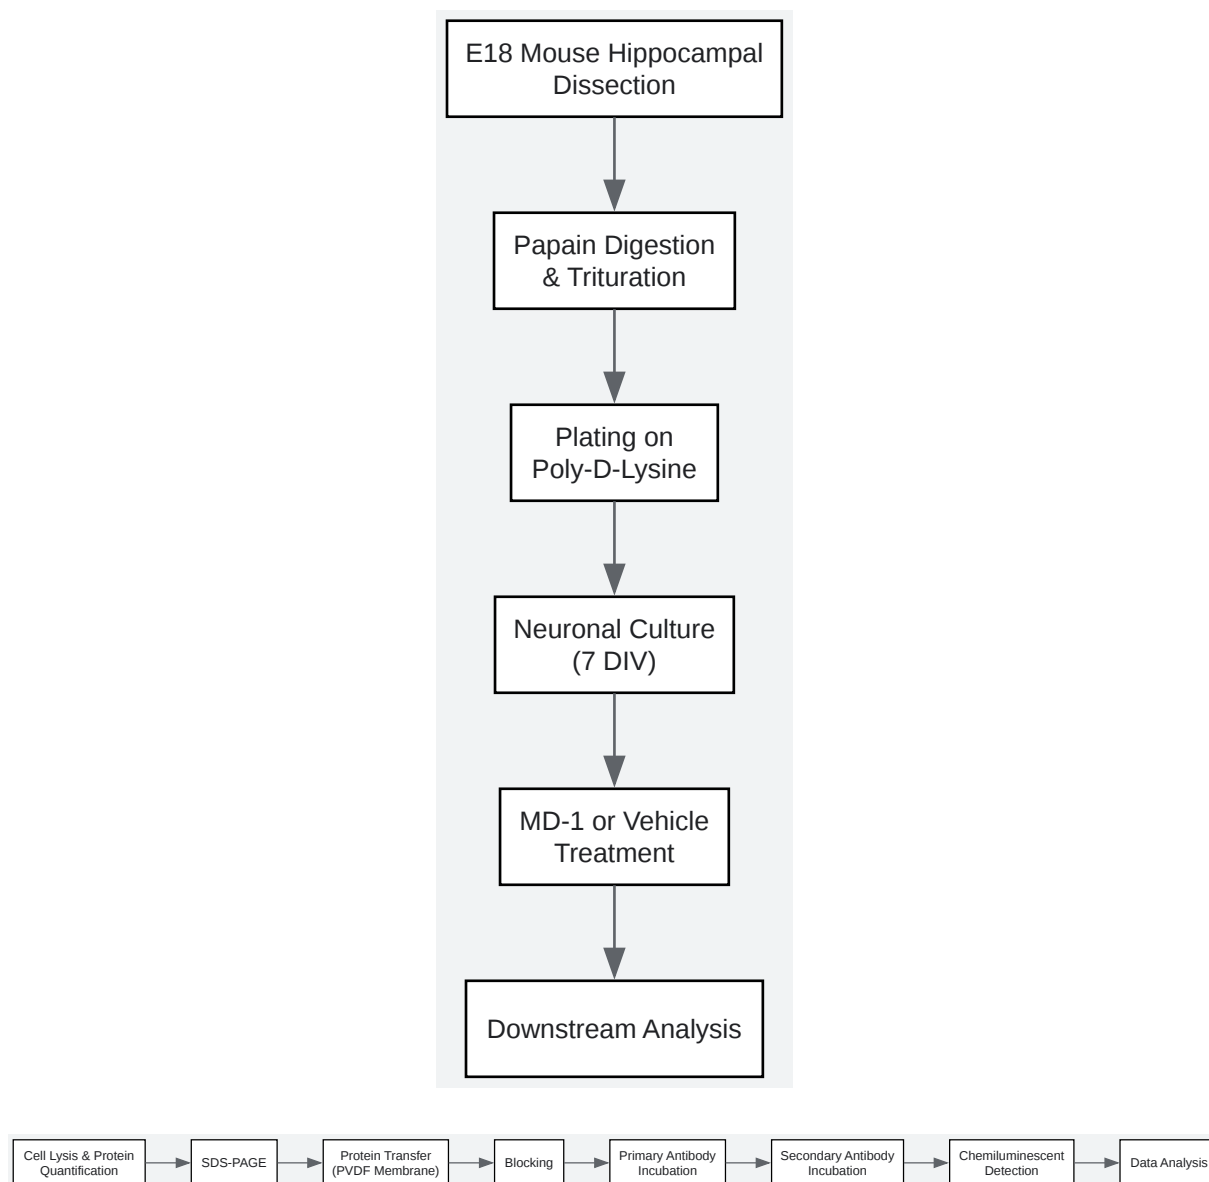 E18 Mouse Hippocampal
Dissection
Papain Digestion
& Trituration
Plating on
Poly-D-Lysine
Neuronal Culture
(7 DIV)
MD-1 or Vehicle
Treatment
Downstream Analysis
Cell Lysis & Protein
Quantification
SDS-PAGE
Protein Transfer
(PVDF Membrane)
Blocking
Primary Antibody
Incubation
Secondary Antibody
Incubation
Chemiluminescent
Detection
Data Analysis